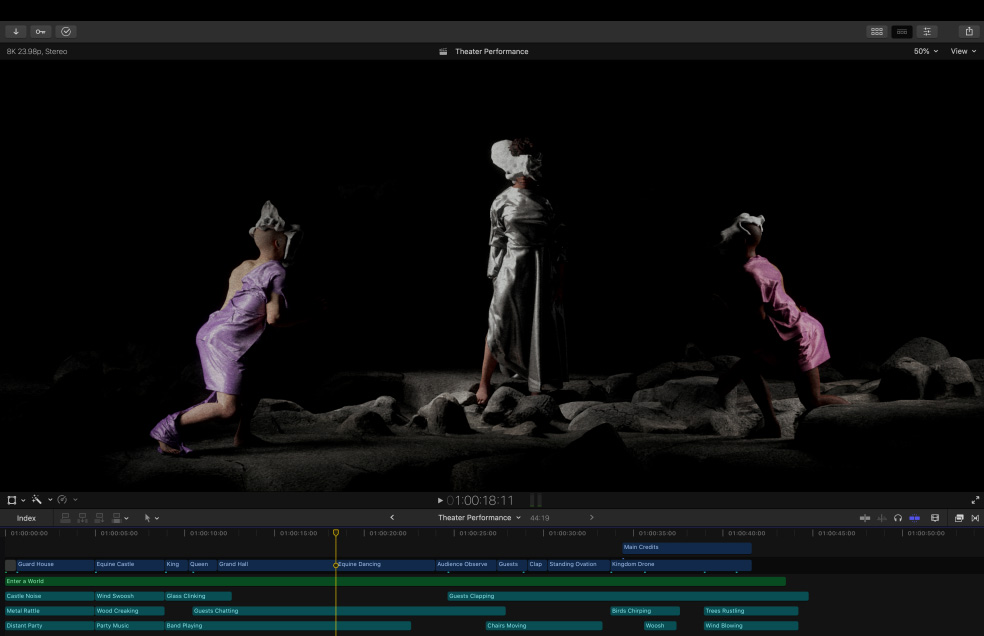 8K 23.98p, Stereo
Theater Performance
50%
View
01:00:18:11
Index
Theater Performance
44:19
01:00:00:00
01:00:05:00
01:00:10:00
01:00:15:00
01:00:20:00
01:00:25:00
01:00:30:00
01:00:35:00
01:00:40:00
01:00:45:00
01:00:50:00
Main Credits
Guard House
Equine Castle
King
Queen
Grand Hall
Equine Dancing
Audience Observe
Guests
Clap
Standing Ovation
Kingdom Drone
Enter a World
Castle Noise
Wind Swoosh
Glass Clinking
Guests Clapping
Metal Rattle
Wood Creaking
Guests Chatting
Birds Chirping
Trees Rustling
Distant Party
Party Music
Band Playing
Chairs Moving
Woosh
Wind Blowing